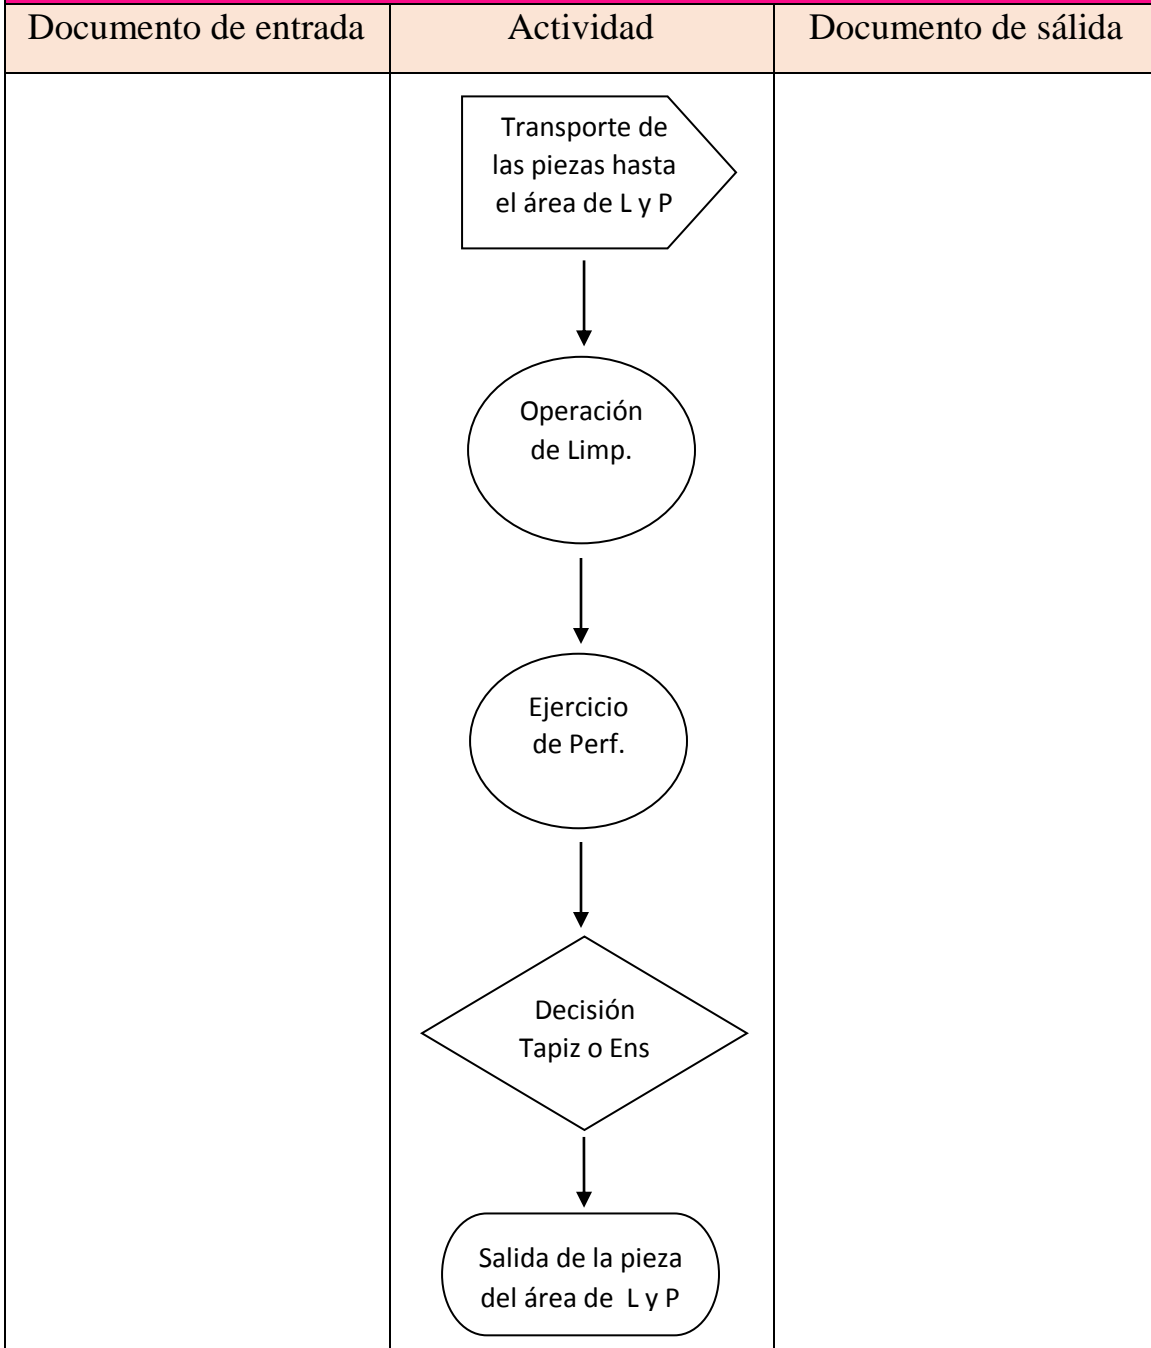 Documento de entrada
Actividad
Documento de sálida
Transporte de
las piezas hasta
el área de L y P
Operación
de Limp.
Ejercicio
de Perf.
Decisión
Tapiz o Ens
Salida de la pieza
del área de L y P